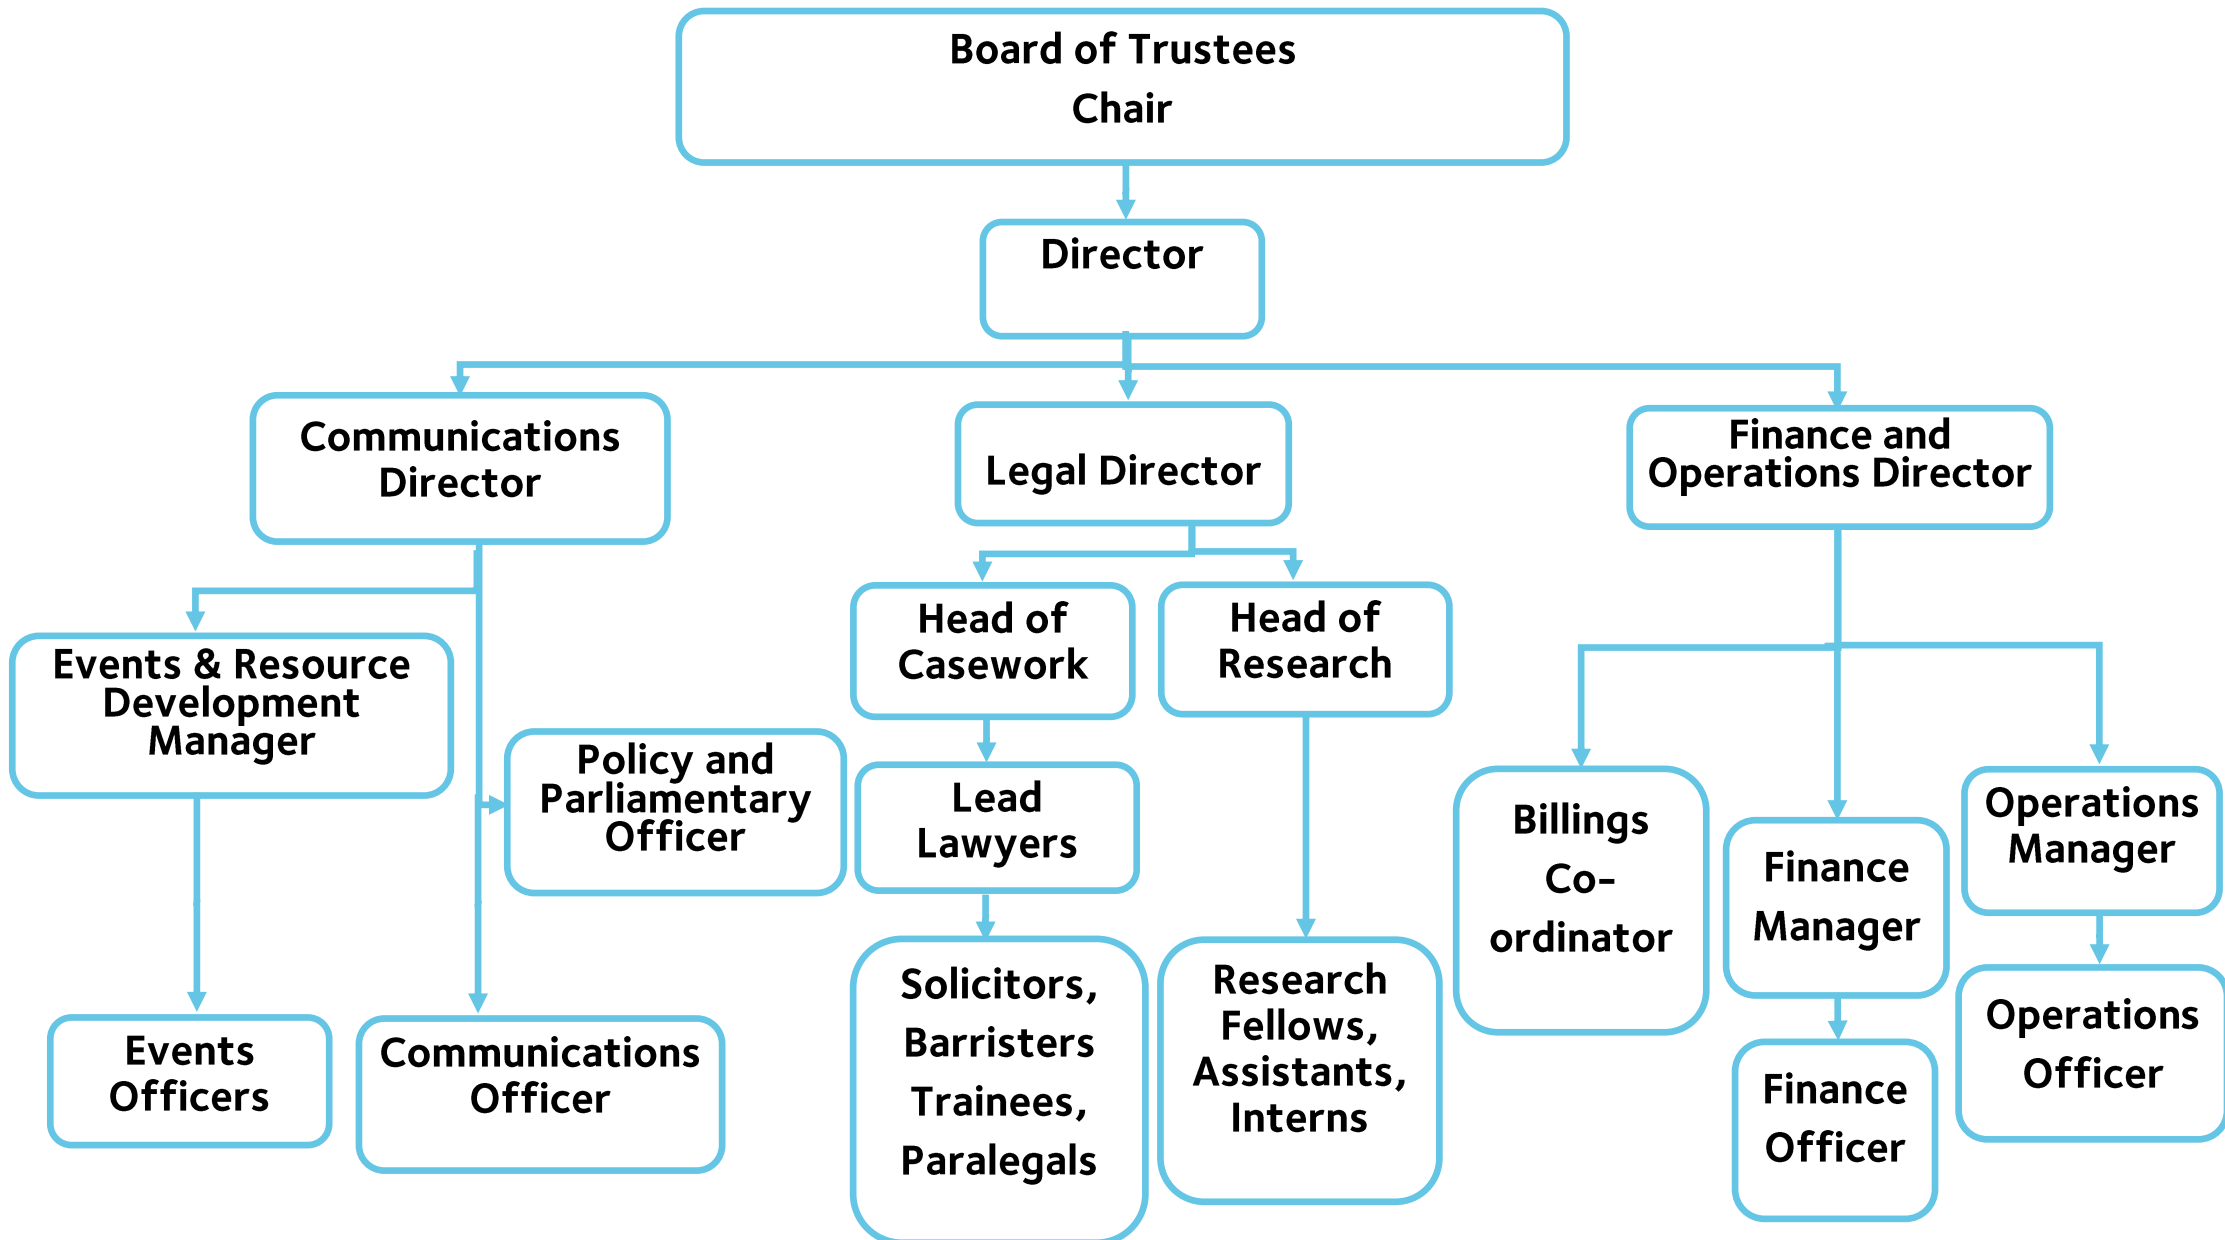 Board of Trustees
Chair
Director
Communications
Director
Legal Director
Finance and
Operations Director
Events & Resource
Development
Manager
Policy and
Parliamentary
Officer
Head of
Casework
Head of
Research
Lead
Lawyers
Billings
Co-
ordinator
Finance
Manager
Operations
Manager
Events
Officers
Communications
Officer
Solicitors,
Barristers
Trainees,
Paralegals
Research
Fellows,
Assistants,
Interns
Finance
Officer
Operations
Officer